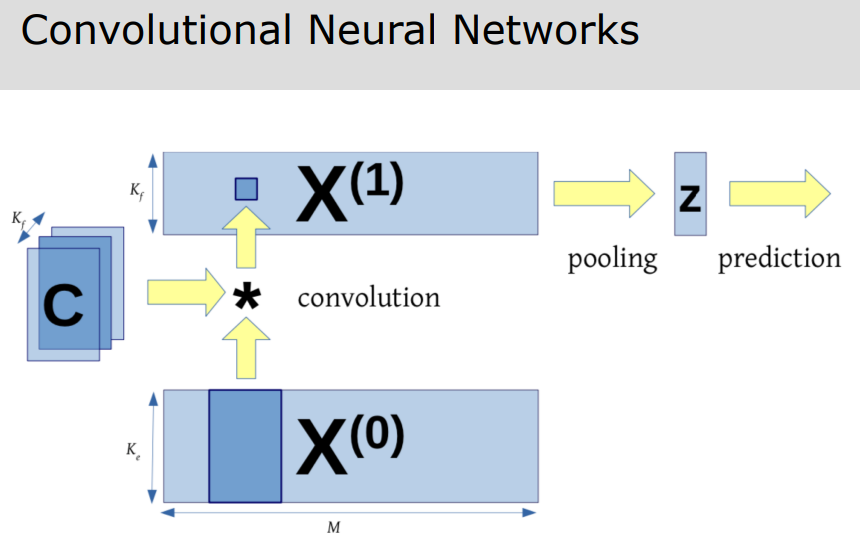 Convolutional Neural Networks
K_f
X^(1)
z
K_f
pooling
prediction
C
*
convolution
K_e
X^(0)
M